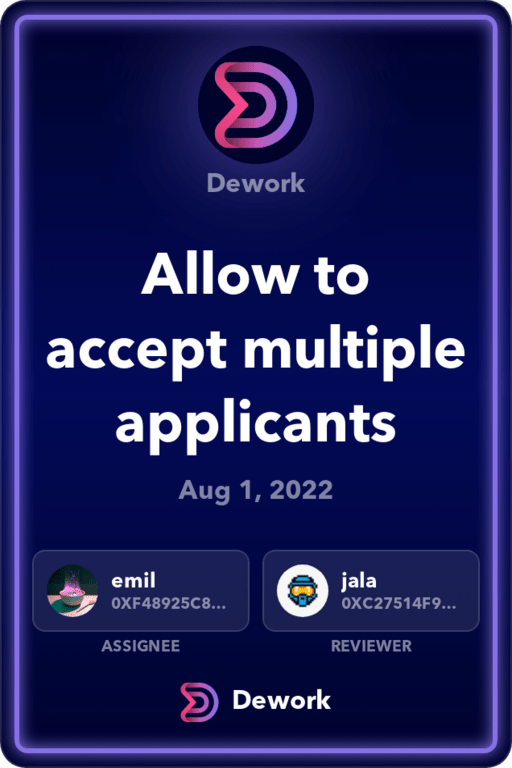 Dework
Allow to
accept multiple
applicants
Aug 1, 2022
emil
0XF48925C8...
ASSIGNEE
jala
0XC27514F9...
REVIEWER
Dework